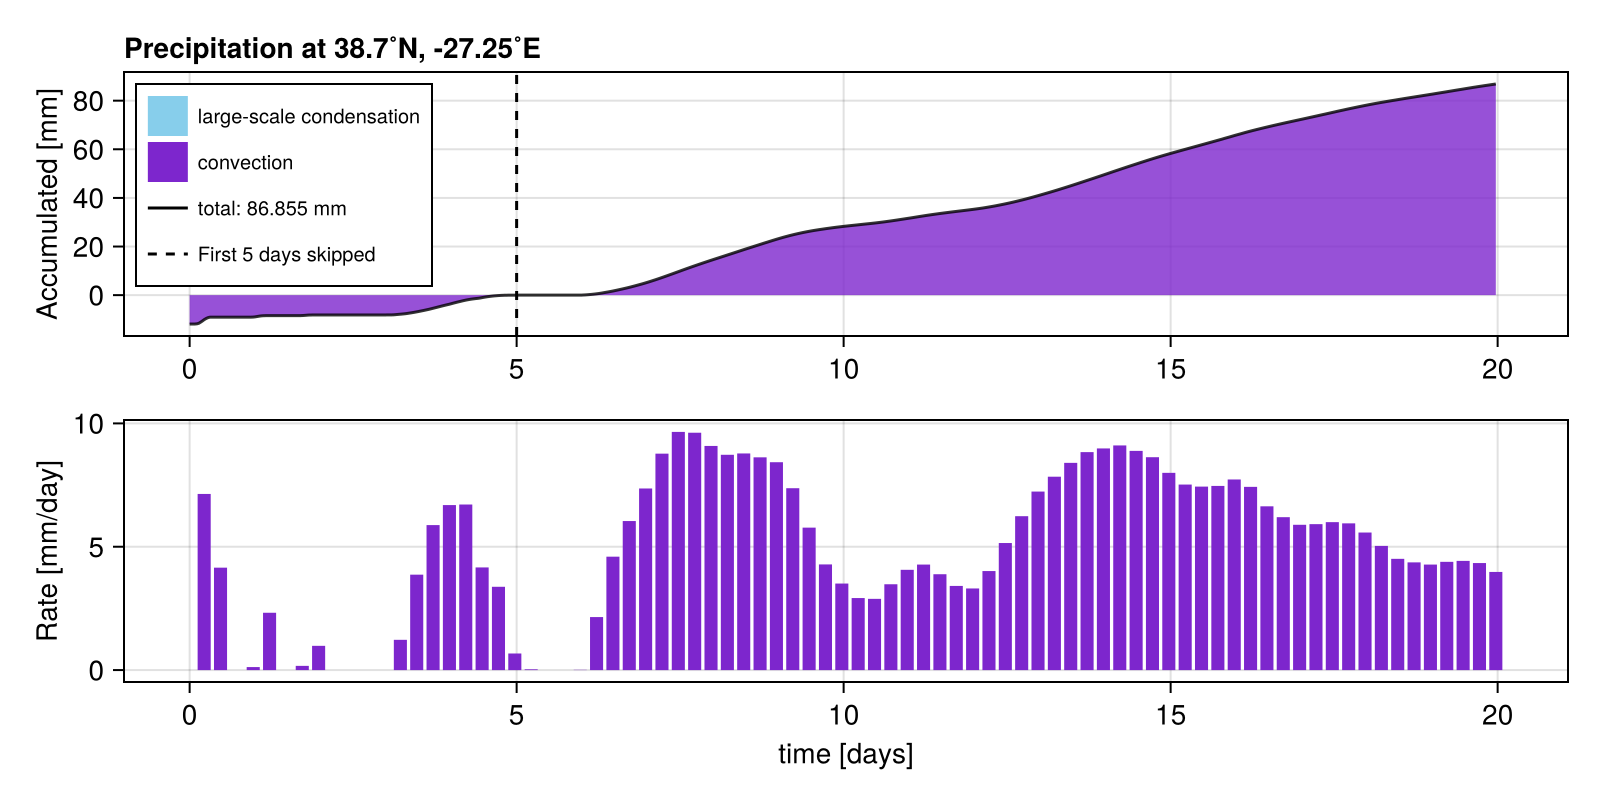 Precipitation at 38.7˚N, -27.25˚E
Accumulated [mm]
80
60
40
20
0
large-scale condensation
convection
total: 86.855 mm
First 5 days skipped
0 5 10 15 20
Rate [mm/day]
10
5
0
0 5 10 15 20
time [days]